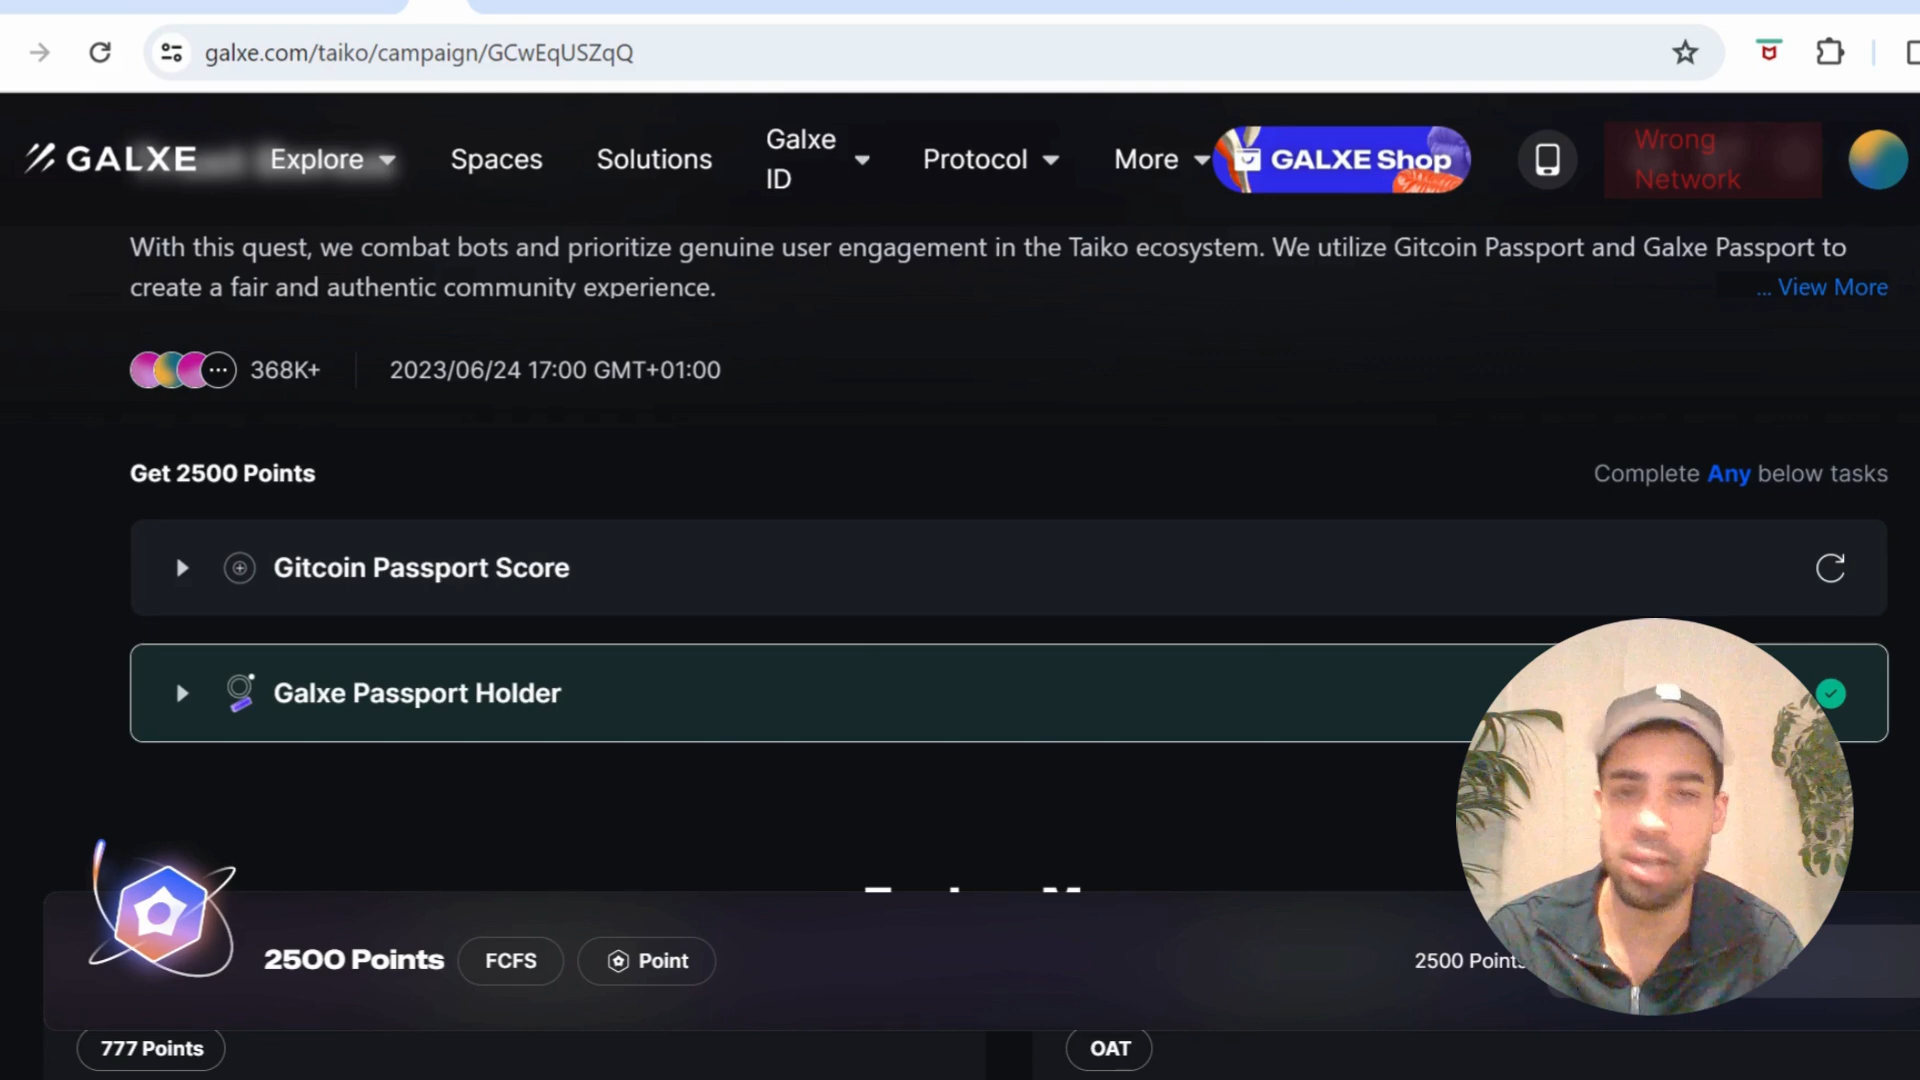 galxe.com/taiko/campaign/GCwEqUSZqQ
GALXE
Explore
Spaces
Solutions
Galxe
ID
Protocol
More
GALXE Shop
Wrong
Network
With this quest, we combat bots and prioritize genuine user engagement in the Taiko ecosystem. We utilize Gitcoin Passport and Galxe Passport to
create a fair and authentic community experience.
... View More
368K+
2023/06/24 17:00 GMT+01:00
Get 2500 Points
Complete Any below tasks
Gitcoin Passport Score
Galxe Passport Holder
2500 Points
FCFS
Point
2500 Points
777 Points
OAT